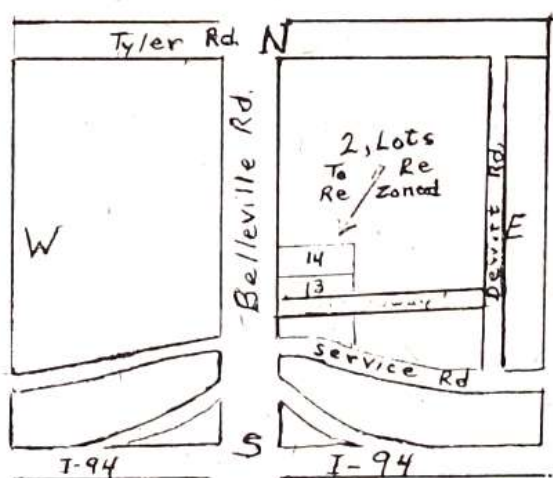 Tyler Rd. N
Belleville Rd.
2, Lots
To Re
Re Zoned
W
E
Dewitt Rd.
14
13
Service Rd
S
I-94
I-94